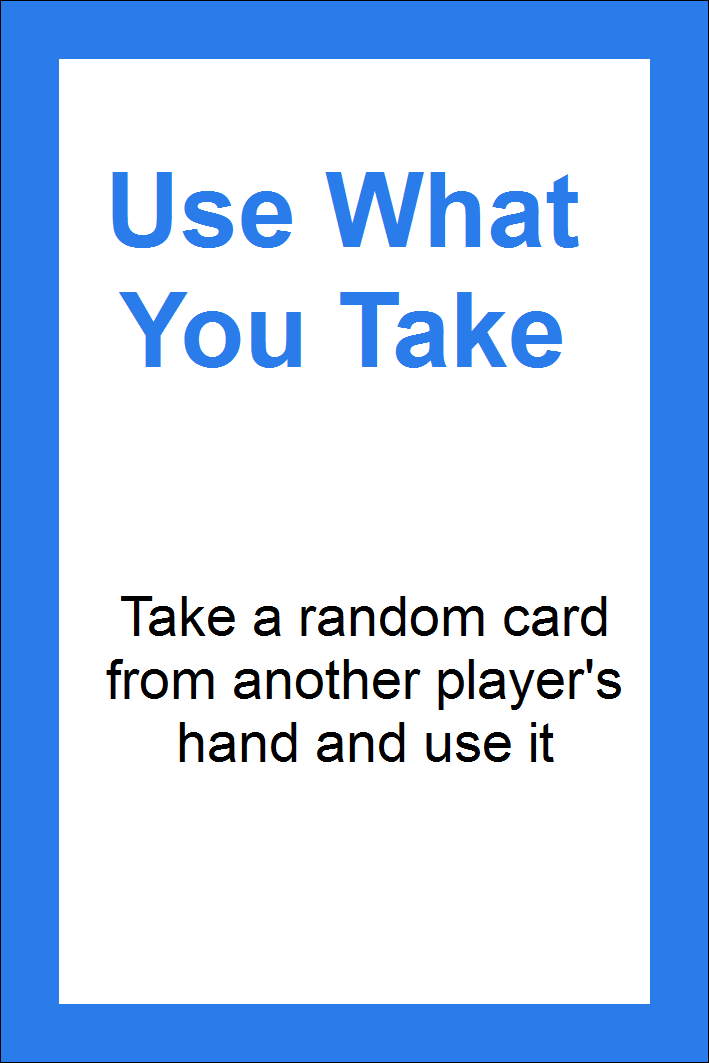 Use What
You Take
Take a random card
from another player's
hand and use it